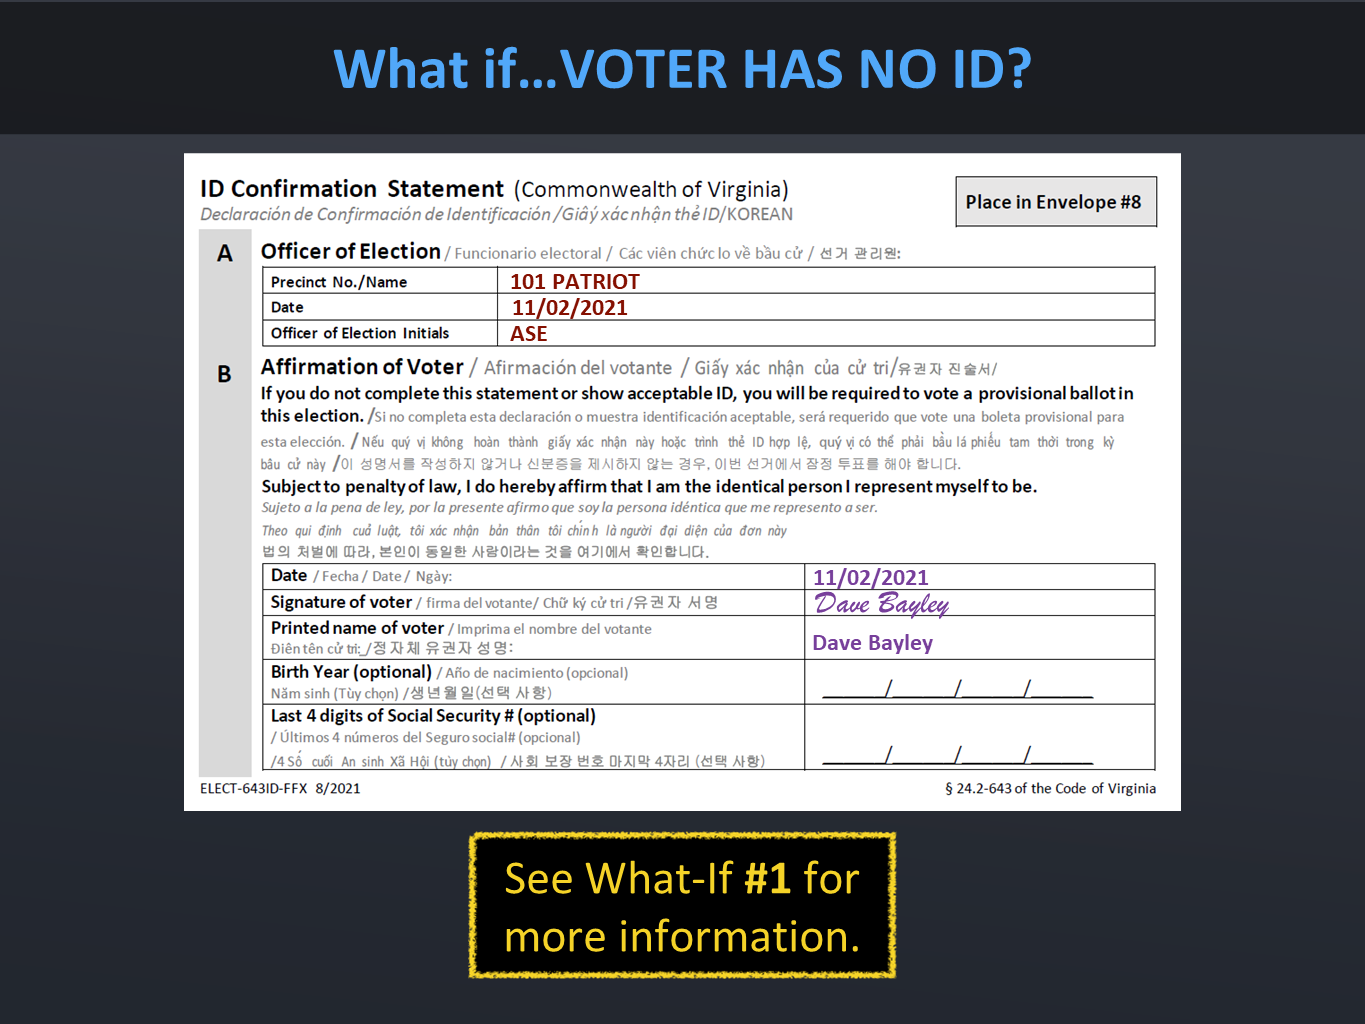 What if...VOTER HAS NO ID?
ID Confirmation Statement (Commonwealth of Virginia)
Declaración de Confirmación de Identificación /Giấy xác nhận thẻ ID/KOREAN
Place in Envelope #8
A
Officer of Election / Funcionario electoral / Các viên chức lo về bầu cử / 선거 관리원:
Precinct No./Name 101 PATRIOT
Date 11/02/2021
Officer of Election Initials ASE
B
Affirmation of Voter / Afirmación del votante / Giấy xác nhận của cử tri/유권자 진술서/
If you do not complete this statement or show acceptable ID, you will be required to vote a provisional ballot in
this election. /Si no completa esta declaración o muestra identificación aceptable, será requerido que vote una boleta provisional para
esta elección. / Nếu quý vị không hoàn thành giấy xác nhận này hoặc trình thẻ ID hợp lệ, quý vị có thể phải bầu lá phiếu tạm thời trong kỳ
bầu cử này /이 성명서를 작성하지 않거나 신분증을 제시하지 않는 경우, 이번 선거에서 잠정 투표를 해야 합니다.
Subject to penalty of law, I do hereby affirm that I am the identical person I represent myself to be.
Sujeto a la pena de ley, por la presente afirmo que soy la persona idéntica que me represento a ser.
Theo qui định cuả luật, tôi xác nhận bản thân tôi chính là người đại diện của đơn này
법의 처벌에 따라, 본인이 동일한 사람이라는 것을 여기에서 확인합니다.
Date / Fecha / Date / Ngày: 11/02/2021
Signature of voter / firma del votante/ Chữ ký cử tri /유권자 서명 Dave Bayley
Printed name of voter / Imprima el nombre del votante
Điền tên cử tri:_/정자체 유권자 성명: Dave Bayley
Birth Year (optional) / Año de nacimiento (opcional)
Năm sinh (Tùy chọn) /생년월일(선택 사항) ______/______/______/______
Last 4 digits of Social Security # (optional)
/ Últimos 4 números del Seguro social# (opcional)
/4 Số cuối An sinh Xã Hội (tùy chọn) / 사회 보장 번호 마지막 4자리 (선택 사항) ______/______/______/______
ELECT-643ID-FFX 8/2021
§ 24.2-643 of the Code of Virginia
See What-If #1 for
more information.